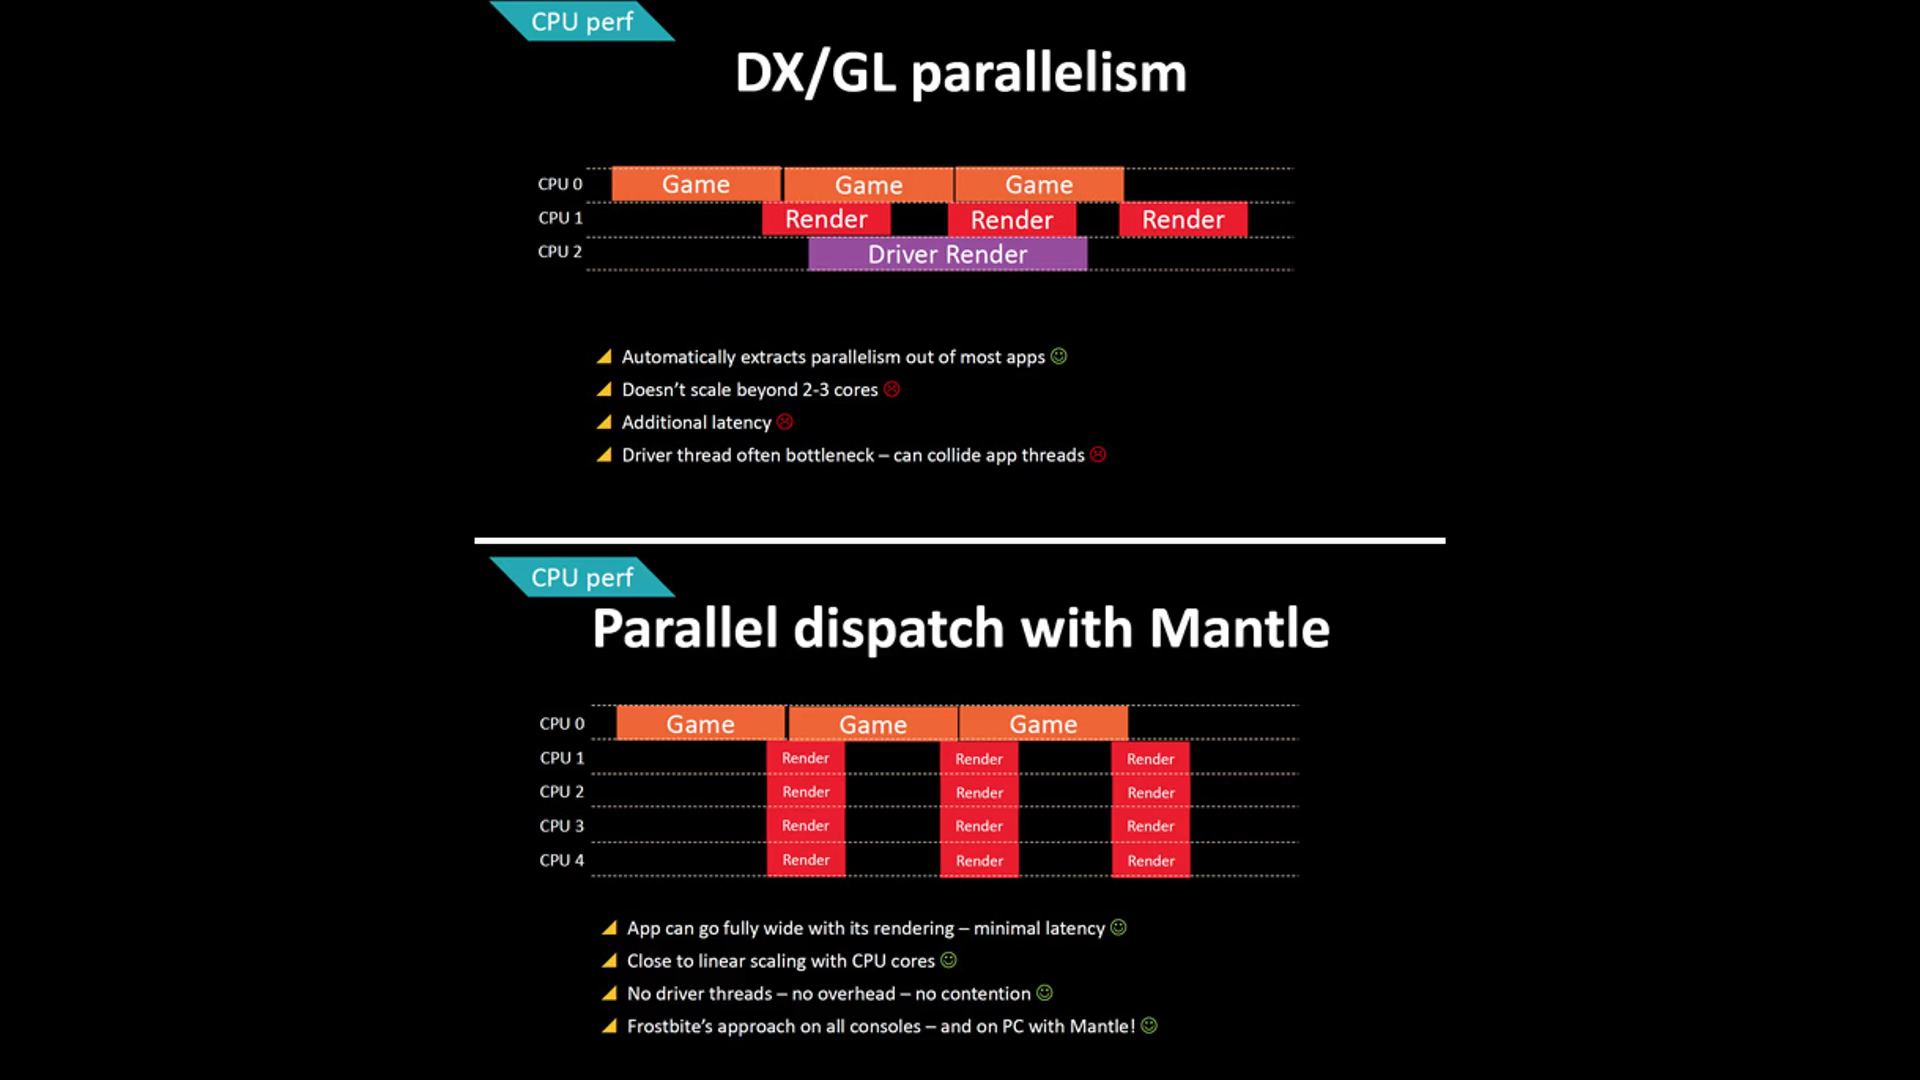 CPU perf
DX/GL parallelism
CPU 0 Game Game Game
CPU 1 Render Render Render
CPU 2 Driver Render
Automatically extracts parallelism out of most apps ☺
Doesn't scale beyond 2-3 cores ☹
Additional latency ☹
Driver thread often bottleneck – can collide app threads ☹
CPU perf
Parallel dispatch with Mantle
CPU 0 Game Game Game
CPU 1 Render Render Render
CPU 2 Render Render Render
CPU 3 Render Render Render
CPU 4 Render Render Render
App can go fully wide with its rendering – minimal latency ☺
Close to linear scaling with CPU cores ☺
No driver threads – no overhead – no contention ☺
Frostbite's approach on all consoles – and on PC with Mantle! ☺